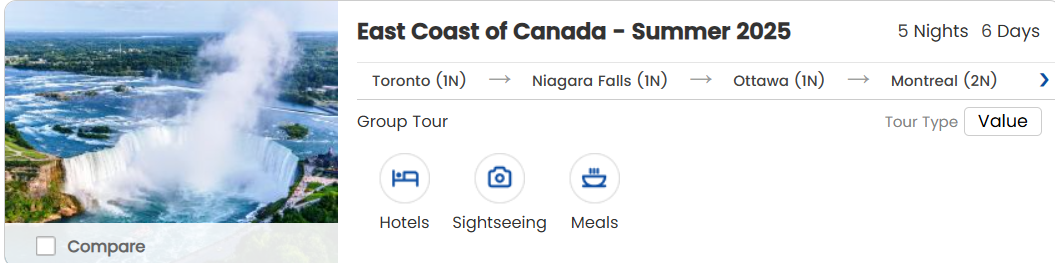 East Coast of Canada - Summer 2025
5 Nights 6 Days
Toronto (1N) → Niagara Falls (1N) → Ottawa (1N) → Montreal (2N)
Group Tour
Tour Type Value
Hotels Sightseeing Meals
Compare